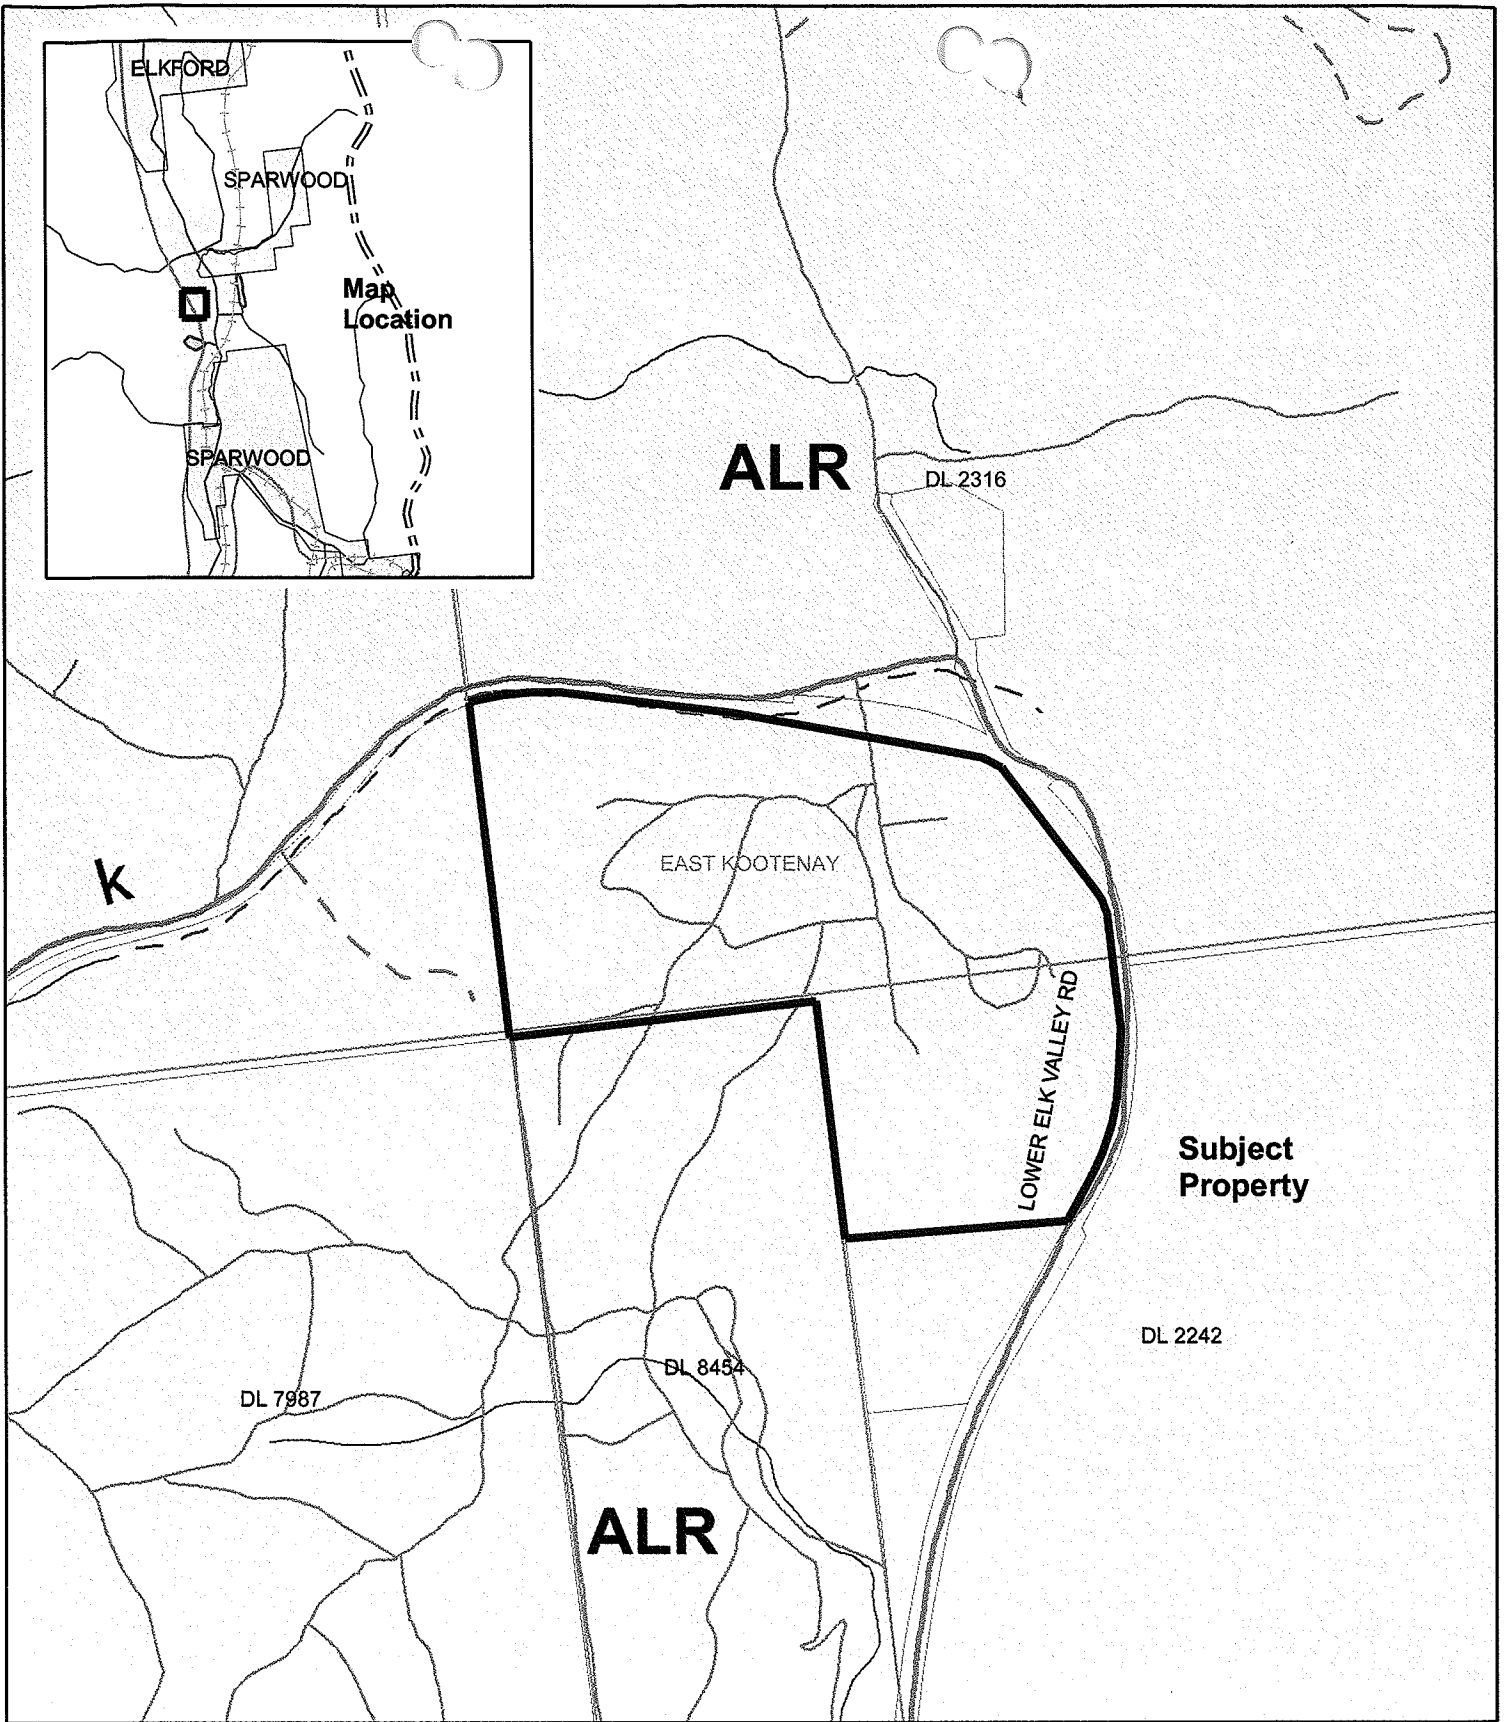 ELKFORD
SPARWOOD
Map
Location
SPARWOOD
ALR
DL 2316
k
EAST KOOTENAY
LOWER ELK VALLEY RD
Subject
Property
DL 2242
DL 8454
DL 7987
ALR